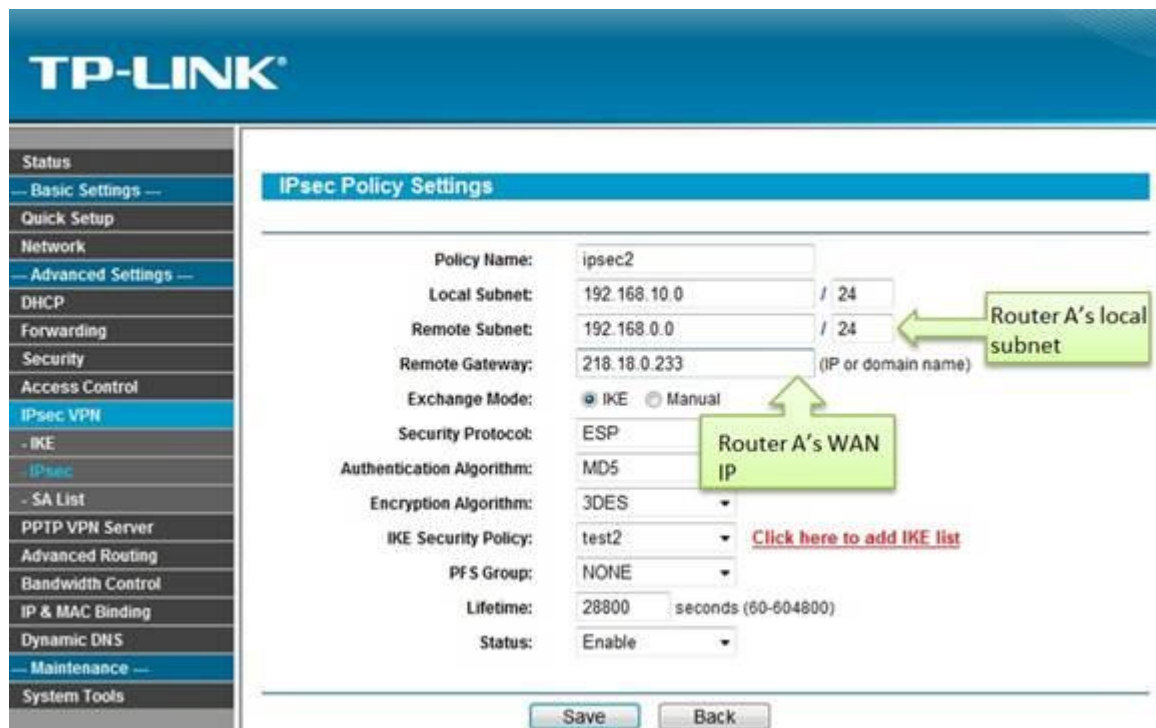 TP-LINK®
Status
— Basic Settings —
Quick Setup
Network
— Advanced Settings —
DHCP
Forwarding
Security
Access Control
IPsec VPN
- IKE
- IPsec
- SA List
PPTP VPN Server
Advanced Routing
Bandwidth Control
IP & MAC Binding
Dynamic DNS
— Maintenance —
System Tools
IPsec Policy Settings
Policy Name: ipsec2
Local Subnet: 192.168.10.0 / 24
Remote Subnet: 192.168.0.0 / 24
Router A's local
subnet
Remote Gateway: 218.18.0.233 (IP or domain name)
Exchange Mode: IKE Manual
Router A's WAN
IP
Security Protocol: ESP
Authentication Algorithm: MD5
Encryption Algorithm: 3DES
IKE Security Policy: test2 Click here to add IKE list
PFS Group: NONE
Lifetime: 28800 seconds (60-604800)
Status: Enable
Save Back